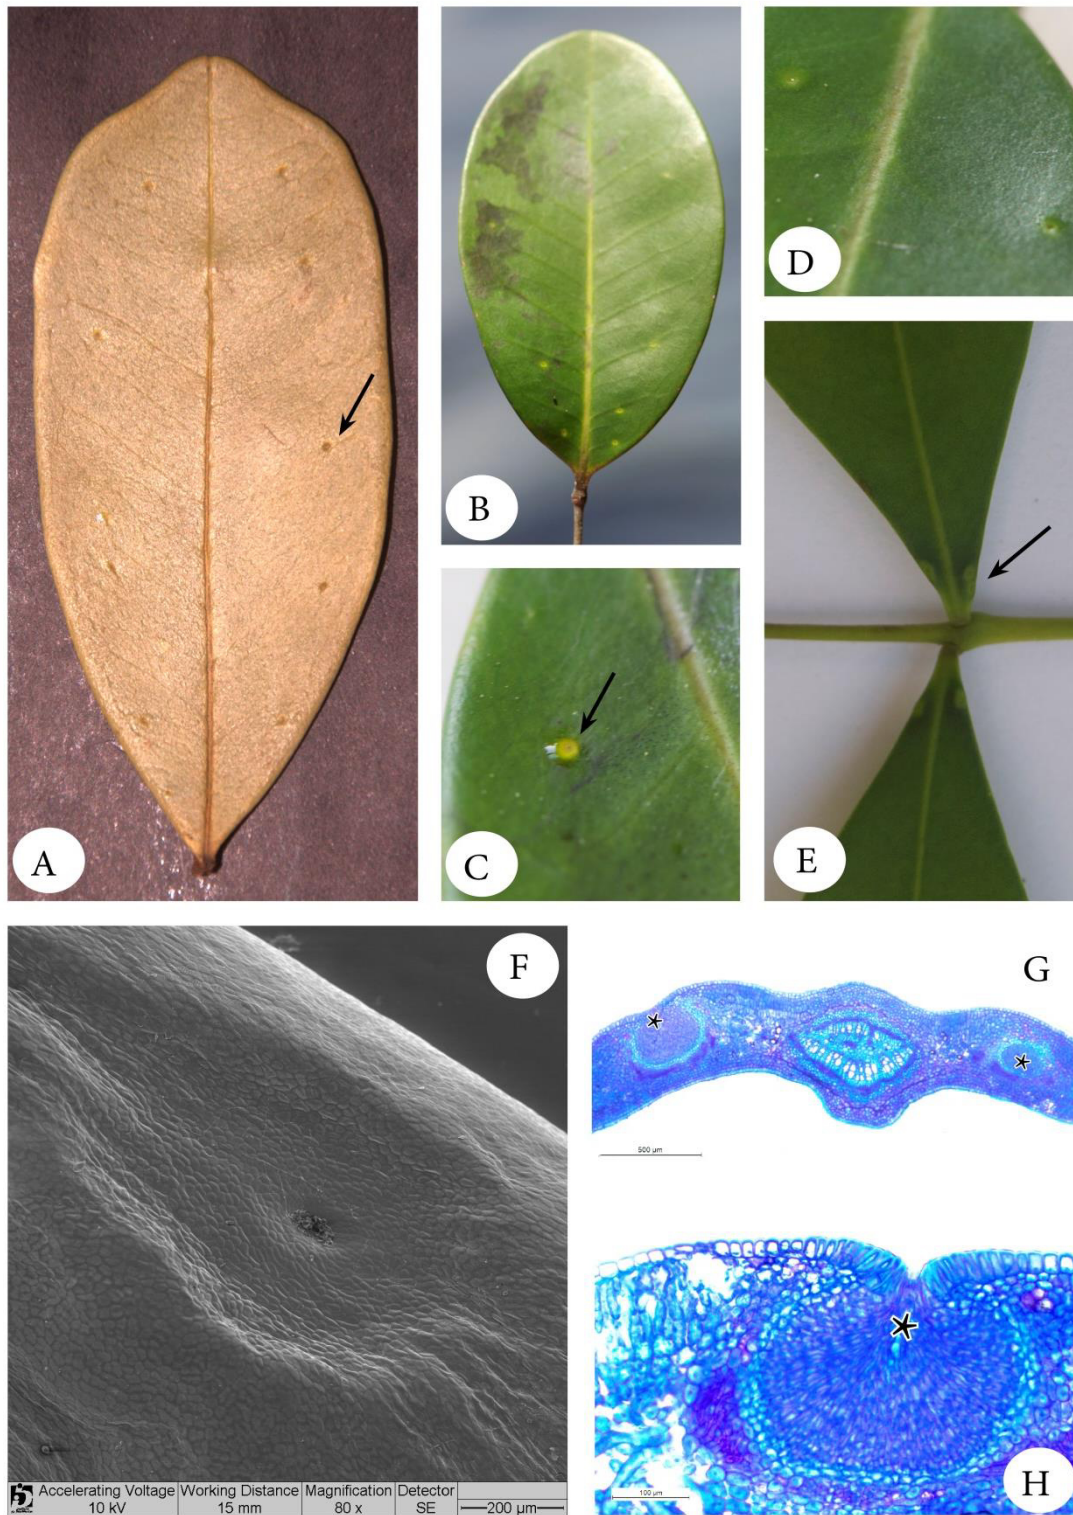 A
B
C
D
E
F
G
500 µm
Accelerating Voltage Working Distance Magnification Detector
10 kV 15 mm 80 x SE 200 µm
100 µm
H